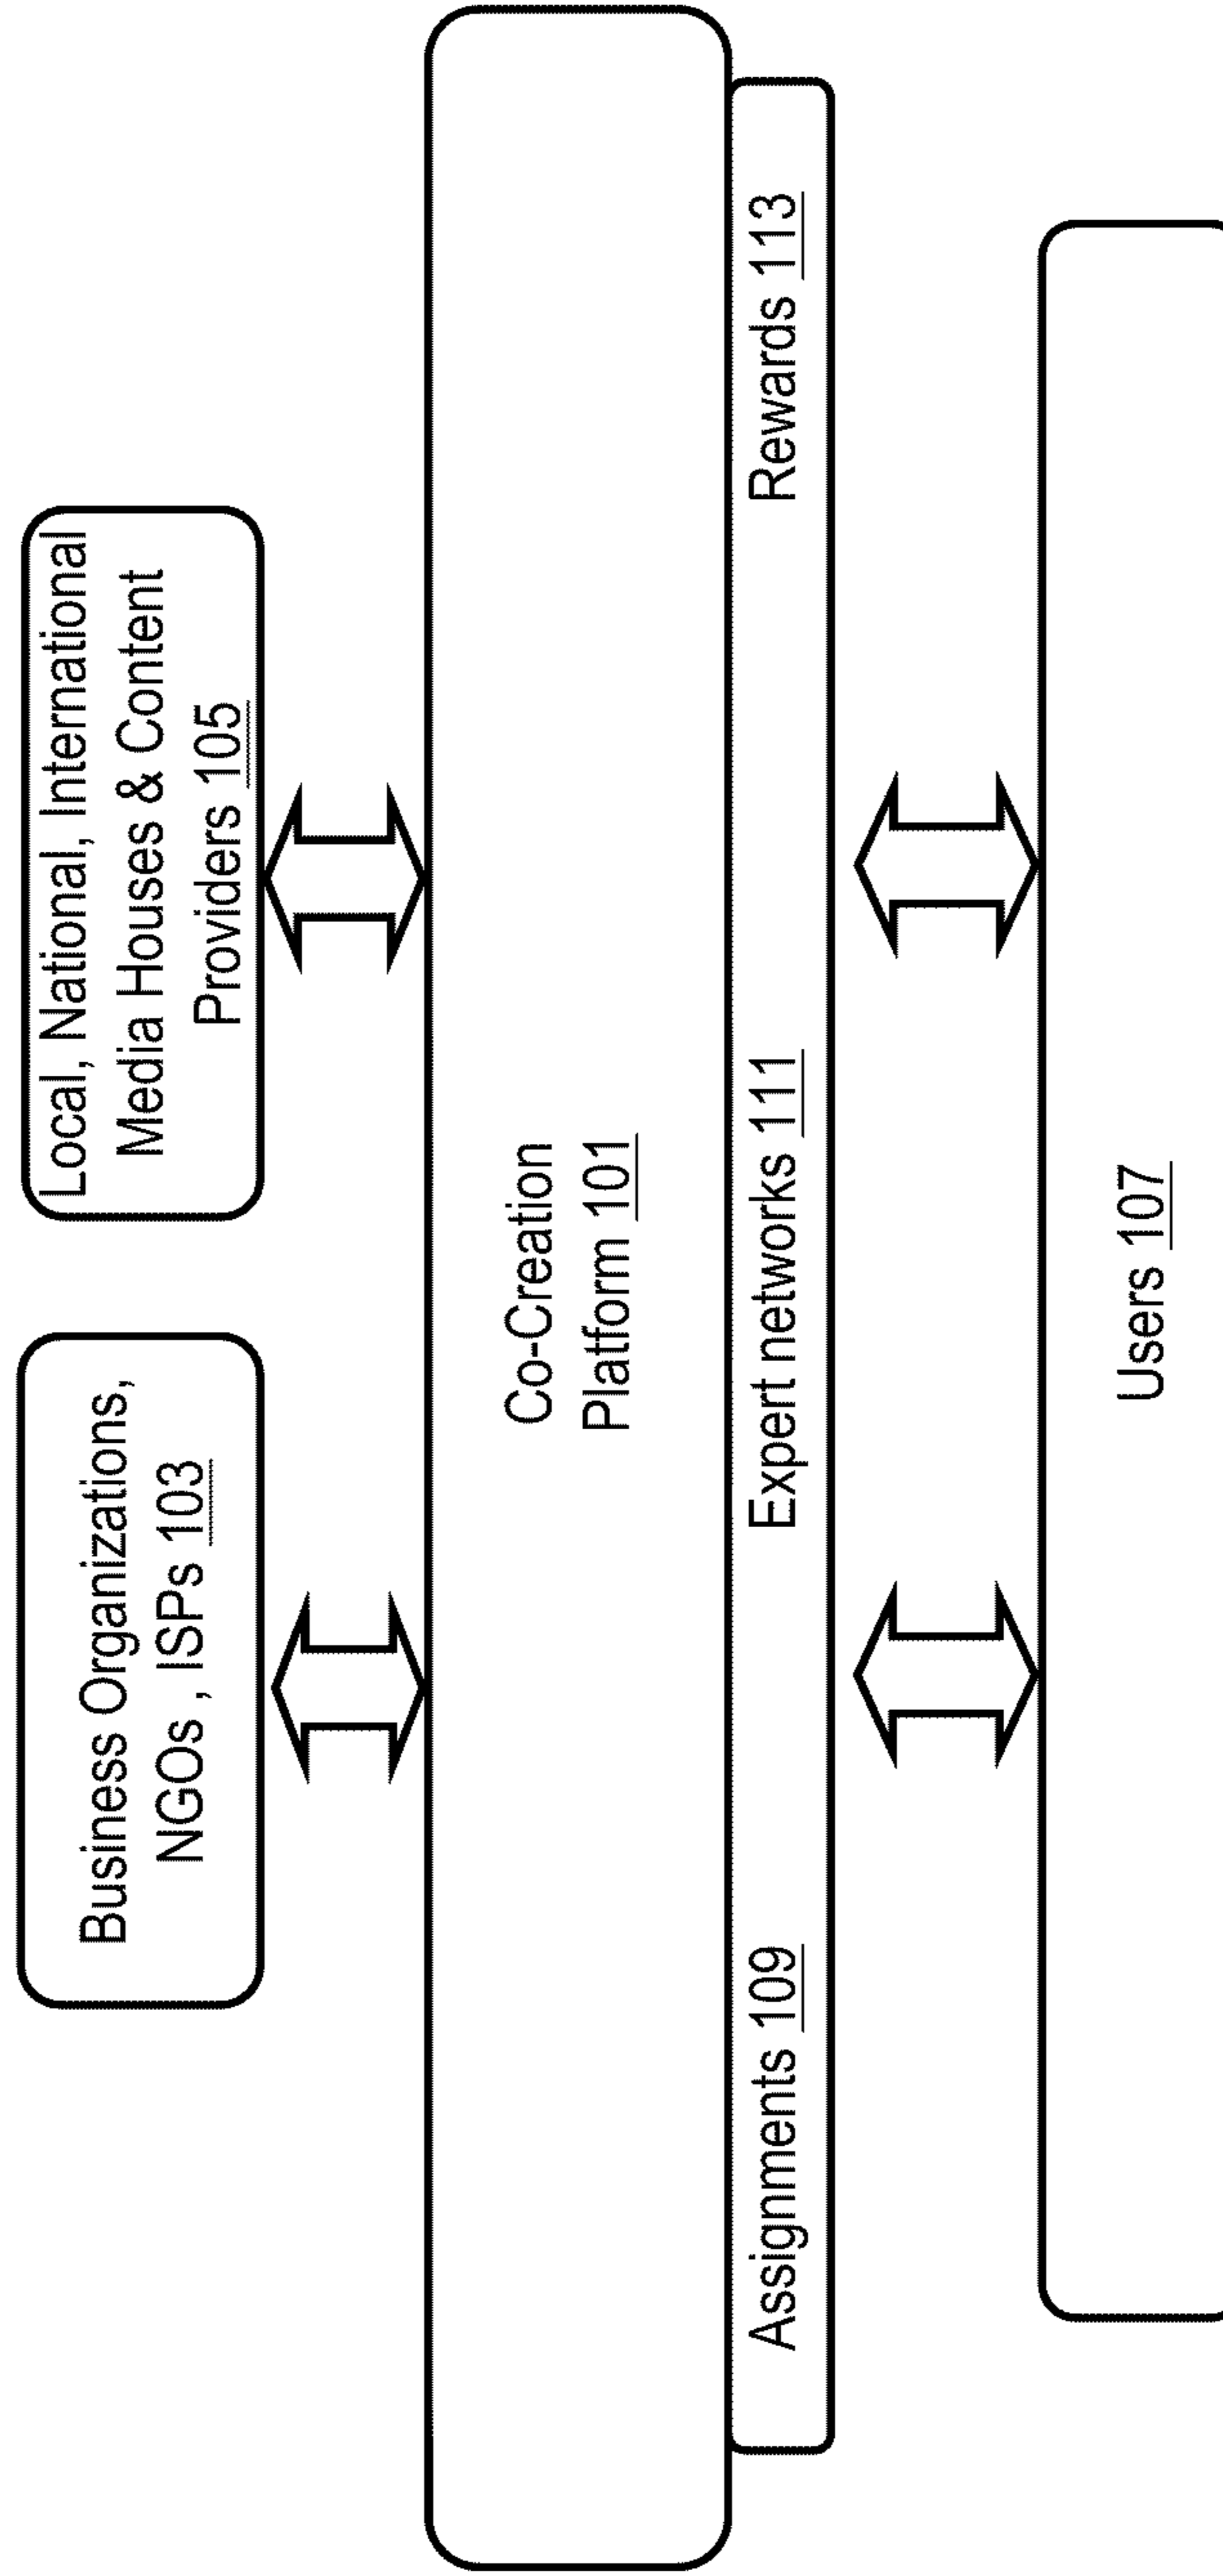 Business Organizations,
NGOs , ISPs 103
Local, National, International
Media Houses & Content
Providers 105
Co-Creation
Platform 101
Assignments 109
Expert networks 111
Rewards 113
Users 107